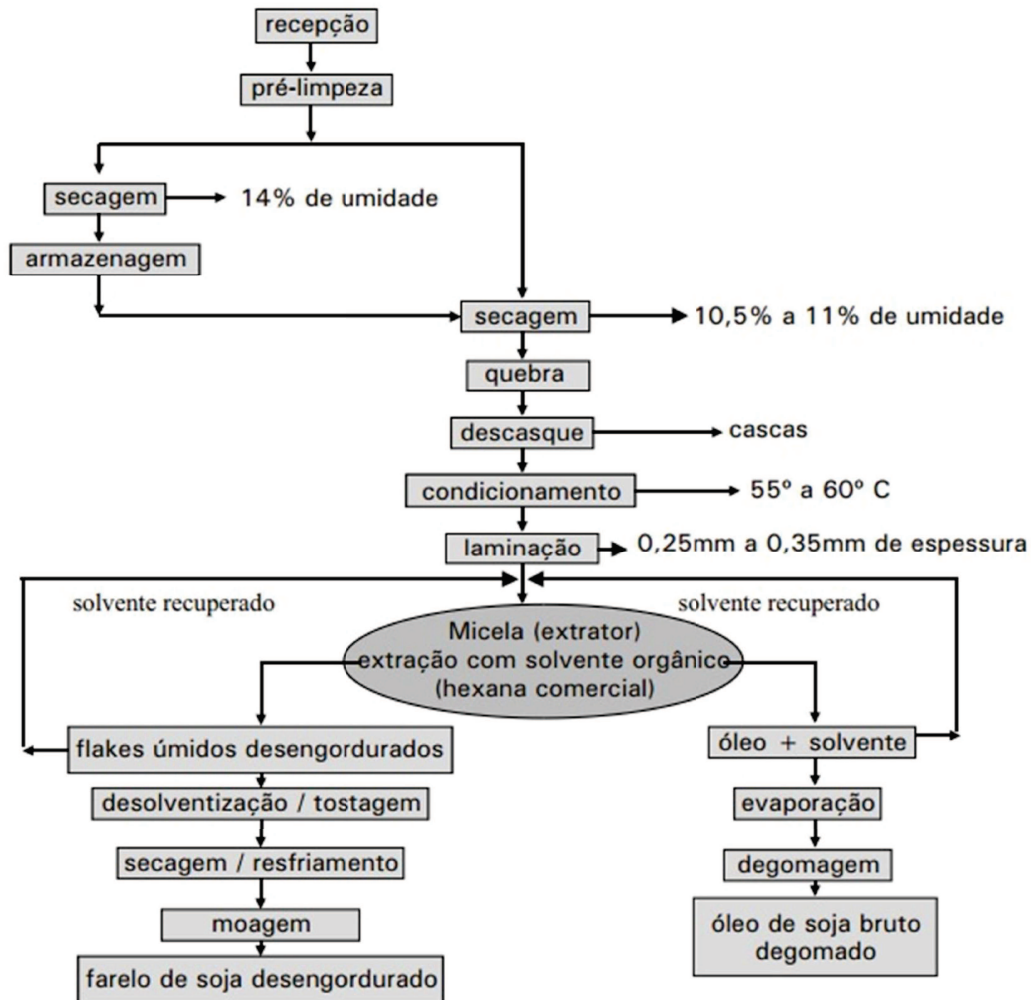 recepção
pré-limpeza
secagem
14% de umidade
armazenagem
secagem
10,5% a 11% de umidade
quebra
descasque
cascas
condicionamento
55º a 60º C
laminação
0,25mm a 0,35mm de espessura
solvente recuperado
solvente recuperado
Micela (extrator)
extração com solvente orgânico
(hexana comercial)
flakes úmidos desengordurados
óleo + solvente
desolventização / tostagem
evaporação
secagem / resfriamento
degomagem
moagem
óleo de soja bruto
degomado
farelo de soja desengordurado